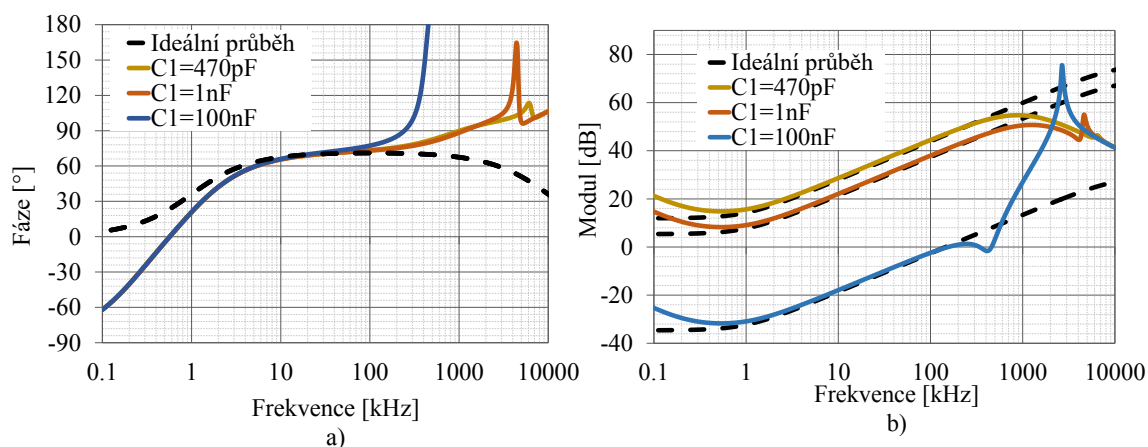 180
150
120
90
60
30
0
-30
-60
-90
Fáze [°]
Ideální průběh
C1=470pF
C1=1nF
C1=100nF
0.1 1 10 100 1000 10000
Frekvence [kHz]
a)
80
60
40
20
0
-20
-40
Modul [dB]
Ideální průběh
C1=470pF
C1=1nF
C1=100nF
0.1 1 10 100 1000 10000
Frekvence [kHz]
b)